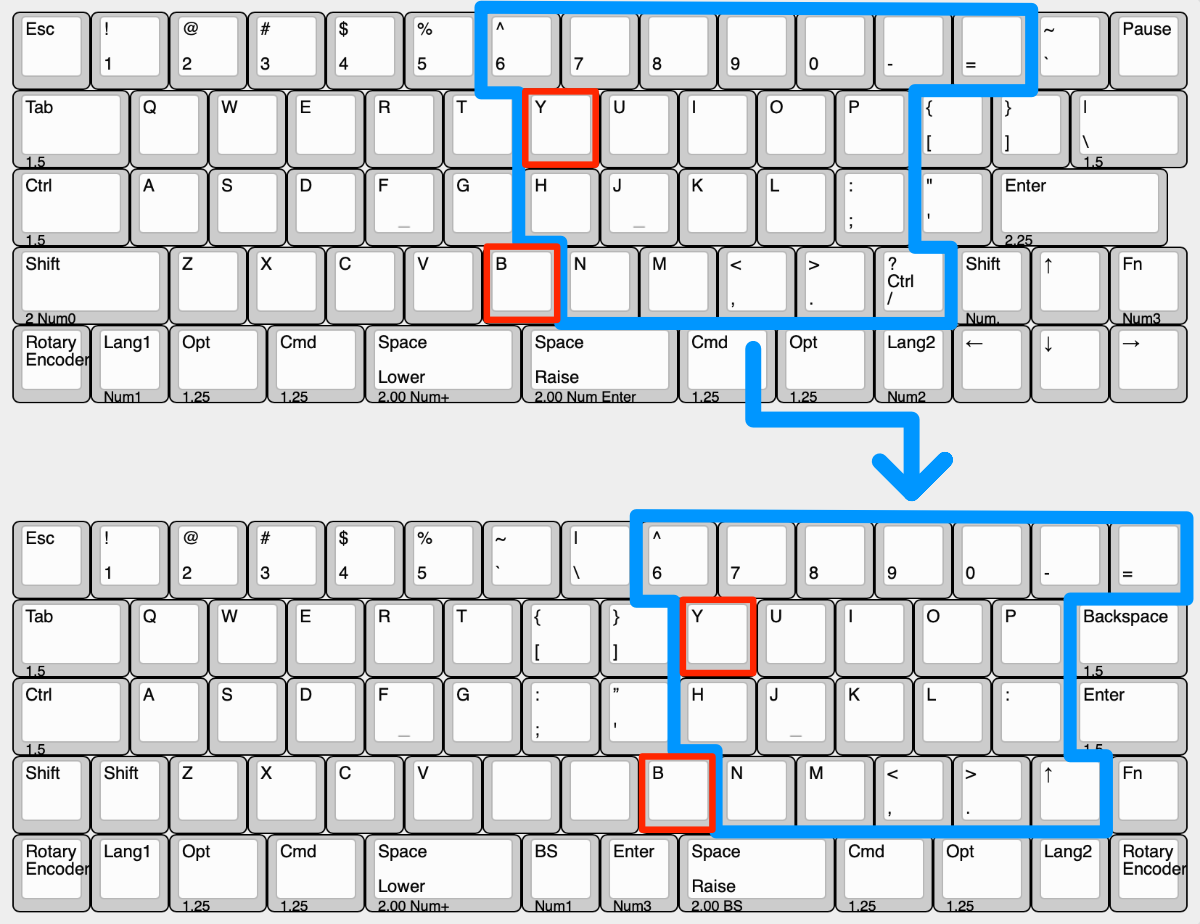 Esc ! @ # $ % ^ ~ Pause
1 2 3 4 5 6 7 8 9 0 - = `
Tab Q W E R T Y U I O P { } |
[ ] \
1.5 1.5
Ctrl A S D F G H J K L : " Enter
_ _ ; '
1.5 2.25
Shift Z X C V B N M < > ? Shift ↑ Fn
Ctrl
, . /
2 Num0 Num. Num3
Rotary Lang1 Opt Cmd Space Space Cmd Opt Lang2 ← ↓ →
Encoder
Lower Raise
Num1 1.25 1.25 2.00 Num+ 2.00 Num Enter 1.25 1.25 Num2
Esc ! @ # $ % ~ | ^
1 2 3 4 5 ` \ 6 7 8 9 0 - =
Tab Q W E R T { } Y U I O P Backspace
[ ]
1.5 1.5
Ctrl A S D F G : ” H J K L : Enter
_ ; ' _
1.5 1.5
Shift Shift Z X C V B N M < > ↑ Fn
, .
Rotary Lang1 Opt Cmd Space BS Enter Space Cmd Opt Lang2 Rotary
Encoder Encoder
Lower Raise
1.25 1.25 2.00 Num+ Num1 Num3 2.00 BS 1.25 1.25